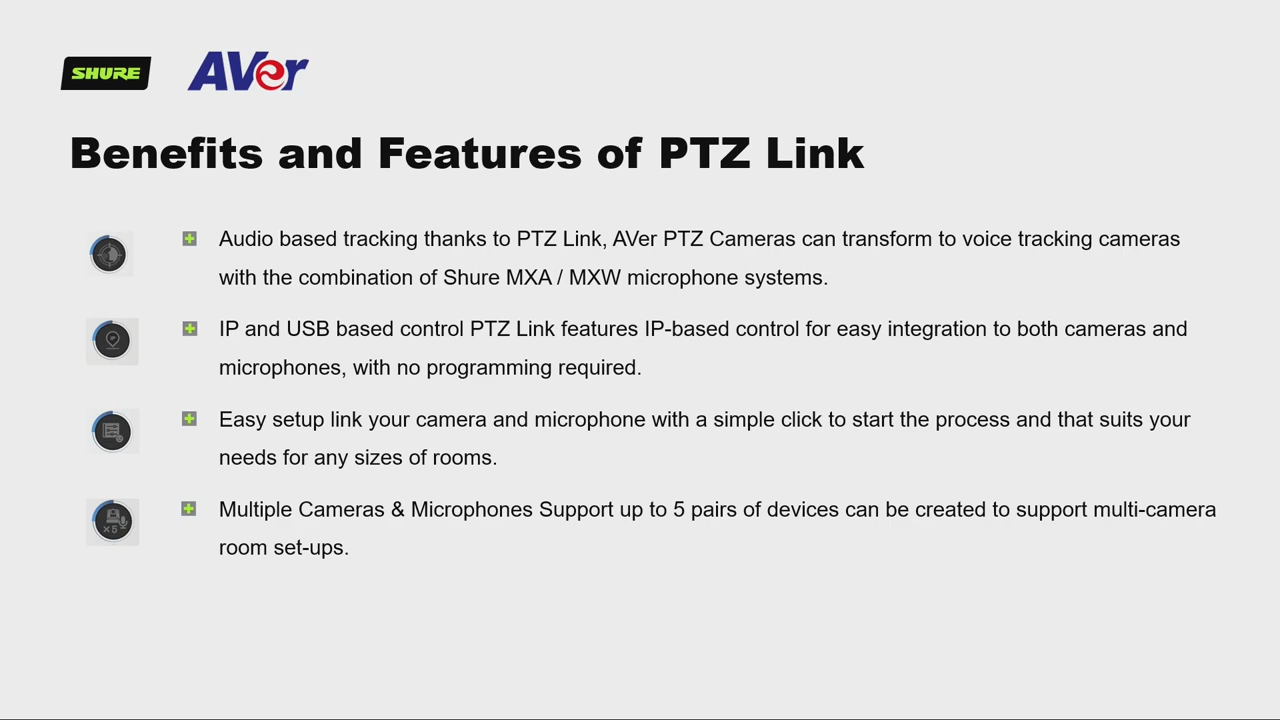 SHURE AVer
Benefits and Features of PTZ Link
Audio based tracking thanks to PTZ Link, AVer PTZ Cameras can transform to voice tracking cameras
with the combination of Shure MXA / MXW microphone systems.
IP and USB based control PTZ Link features IP-based control for easy integration to both cameras and
microphones, with no programming required.
Easy setup link your camera and microphone with a simple click to start the process and that suits your
needs for any sizes of rooms.
×5
Multiple Cameras & Microphones Support up to 5 pairs of devices can be created to support multi-camera
room set-ups.